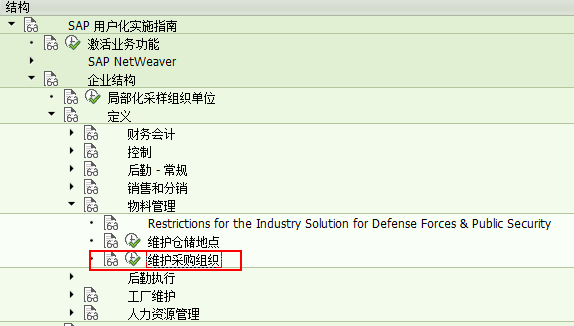 结构
SAP 用户化实施指南
激活业务功能
SAP NetWeaver
企业结构
局部化采样组织单位
定义
财务会计
控制
后勤 - 常规
销售和分销
物料管理
Restrictions for the Industry Solution for Defense Forces & Public Security
维护仓储地点
维护采购组织
后勤执行
工厂维护
人力资源管理